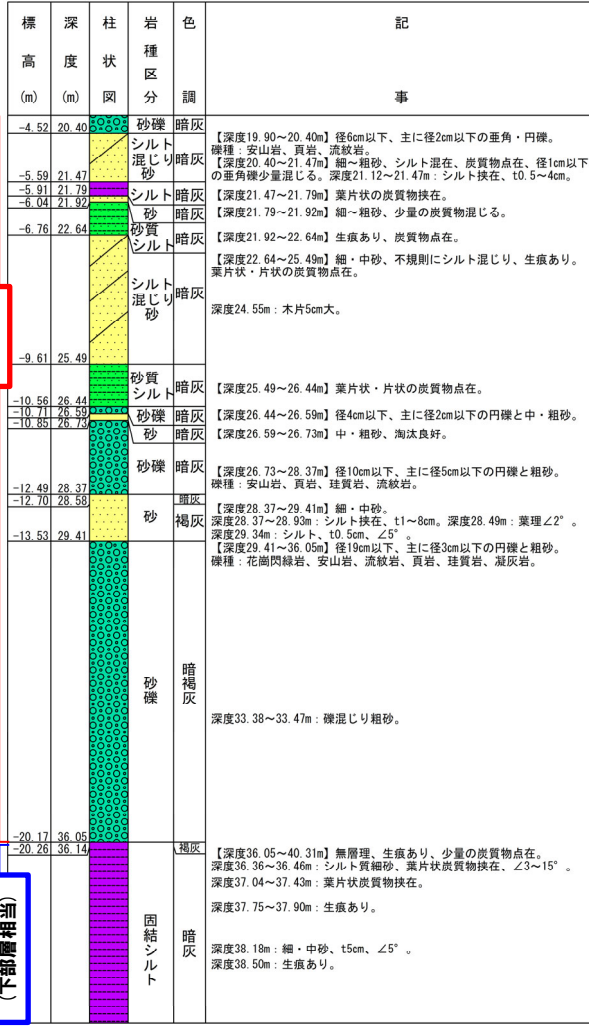 標高(m) 深度(m) 柱状図 岩種区分 色調 記事
-4.52 20.40 砂礫 暗灰
【深度19.90～20.40m】径6cm以下、主に径2cm以下の亜角・円礫。
礫種：安山岩、頁岩、流紋岩。
-5.59 21.47 シルト混じり砂 暗灰
【深度20.40～21.47m】細～粗砂、シルト混在、炭質物点在、径1cm以下
の亜角礫少量混じる。深度21.12～21.47m：シルト挟在、t0.5～4cm。
-5.91 21.79 シルト 暗灰
【深度21.47～21.79m】葉片状の炭質物挟在。
-6.04 21.92 砂 暗灰
【深度21.79～21.92m】細～粗砂、少量の炭質物混じる。
-6.76 22.64 砂質シルト 暗灰
【深度21.92～22.64m】生痕あり、炭質物点在。
-9.61 25.49 シルト混じり砂 暗灰
【深度22.64～25.49m】細・中砂、不規則にシルト混じり、生痕あり。
葉片状・片状の炭質物点在。
深度24.55m：木片5cm大。
-10.56 26.44 砂質シルト 暗灰
【深度25.49～26.44m】葉片状・片状の炭質物点在。
-10.71 26.59 砂礫 暗灰
【深度26.44～26.59m】径4cm以下、主に径2cm以下の円礫と中・粗砂。
-10.85 26.73 砂 暗灰
【深度26.59～26.73m】中・粗砂、淘汰良好。
-12.49 28.37 砂礫 暗灰
【深度26.73～28.37m】径10cm以下、主に径5cm以下の円礫と粗砂。
礫種：安山岩、頁岩、珪質岩、流紋岩。
-12.70 28.58 暗灰
-13.53 29.41 砂 褐灰
【深度28.37～29.41m】細・中砂。
深度28.37～28.93m：シルト挟在、t1～8cm。深度28.49m：葉理∠2°。
深度29.34m：シルト、t0.5cm、∠5°。
-20.17 36.05 砂礫 暗褐灰
【深度29.41～36.05m】径19cm以下、主に径3cm以下の円礫と粗砂。
礫種：花崗閃緑岩、安山岩、流紋岩、頁岩、珪質岩、凝灰岩。
深度33.38～33.47m：礫混じり粗砂。
-20.26 36.14 褐灰
固結シルト 暗灰
【深度36.05～40.31m】無層理、生痕あり、少量の炭質物点在。
深度36.36～36.46m：シルト質細砂、葉片状炭質物挟在、∠3～15°。
深度37.04～37.43m：葉片状炭質物挟在。
深度37.75～37.90m：生痕あり。
深度38.18m：細・中砂、t5cm、∠5°。
深度38.50m：生痕あり。
(下部層相当)